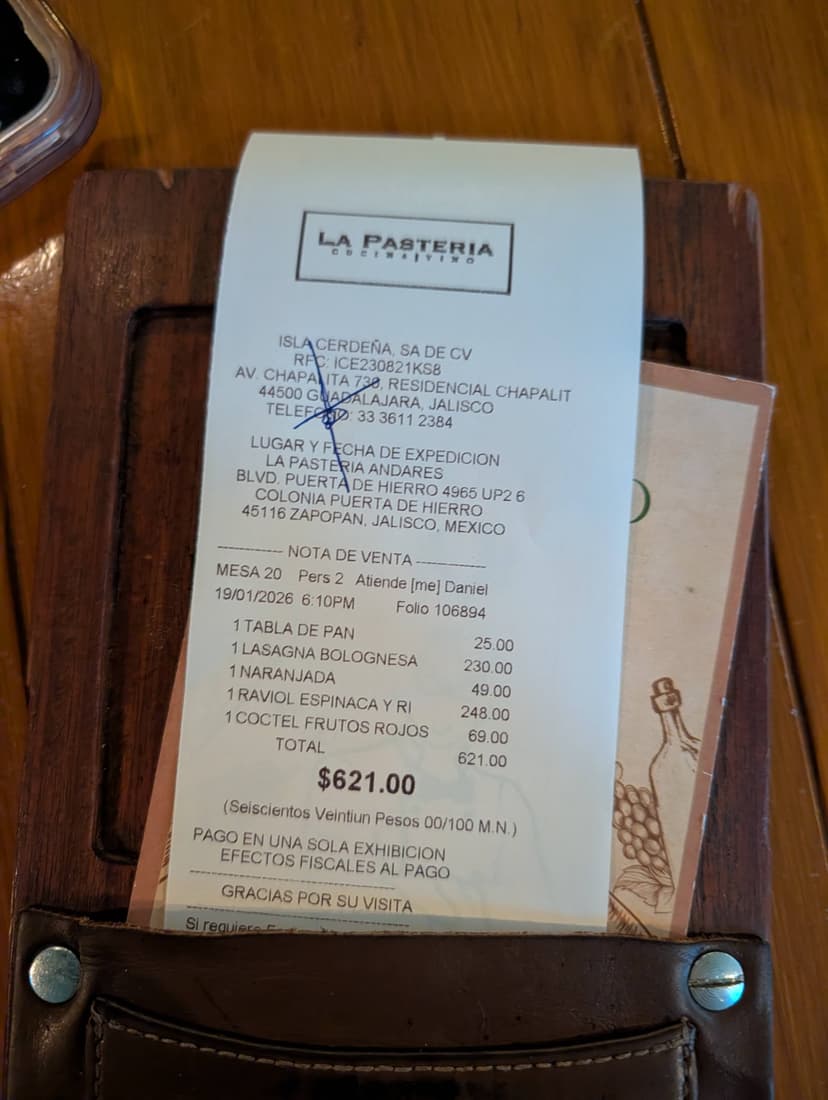 LA PASTERIA
CUCINA VINO
ISLA CERDEÑA, SA DE CV
RFC: ICE230821KS8
AV. CHAPALITA 730, RESIDENCIAL CHAPALIT
44500 GUADALAJARA, JALISCO
TELEFONO: 33 3611 2384
LUGAR Y FECHA DE EXPEDICION
LA PASTERIA ANDARES
BLVD. PUERTA DE HIERRO 4965 UP2 6
COLONIA PUERTA DE HIERRO
45116 ZAPOPAN, JALISCO, MEXICO
----------- NOTA DE VENTA -----------
MESA 20 Pers 2 Atiende [me] Daniel
19/01/2026 6:10PM Folio 106894
1 TABLA DE PAN 25.00
1 LASAGNA BOLOGNESA 230.00
1 NARANJADA 49.00
1 RAVIOL ESPINACA Y RI 248.00
1 COCTEL FRUTOS ROJOS 69.00
TOTAL 621.00
$621.00
(Seiscientos Veintiun Pesos 00/100 M.N.)
PAGO EN UNA SOLA EXHIBICION
EFECTOS FISCALES AL PAGO
GRACIAS POR SU VISITA
Si requiere